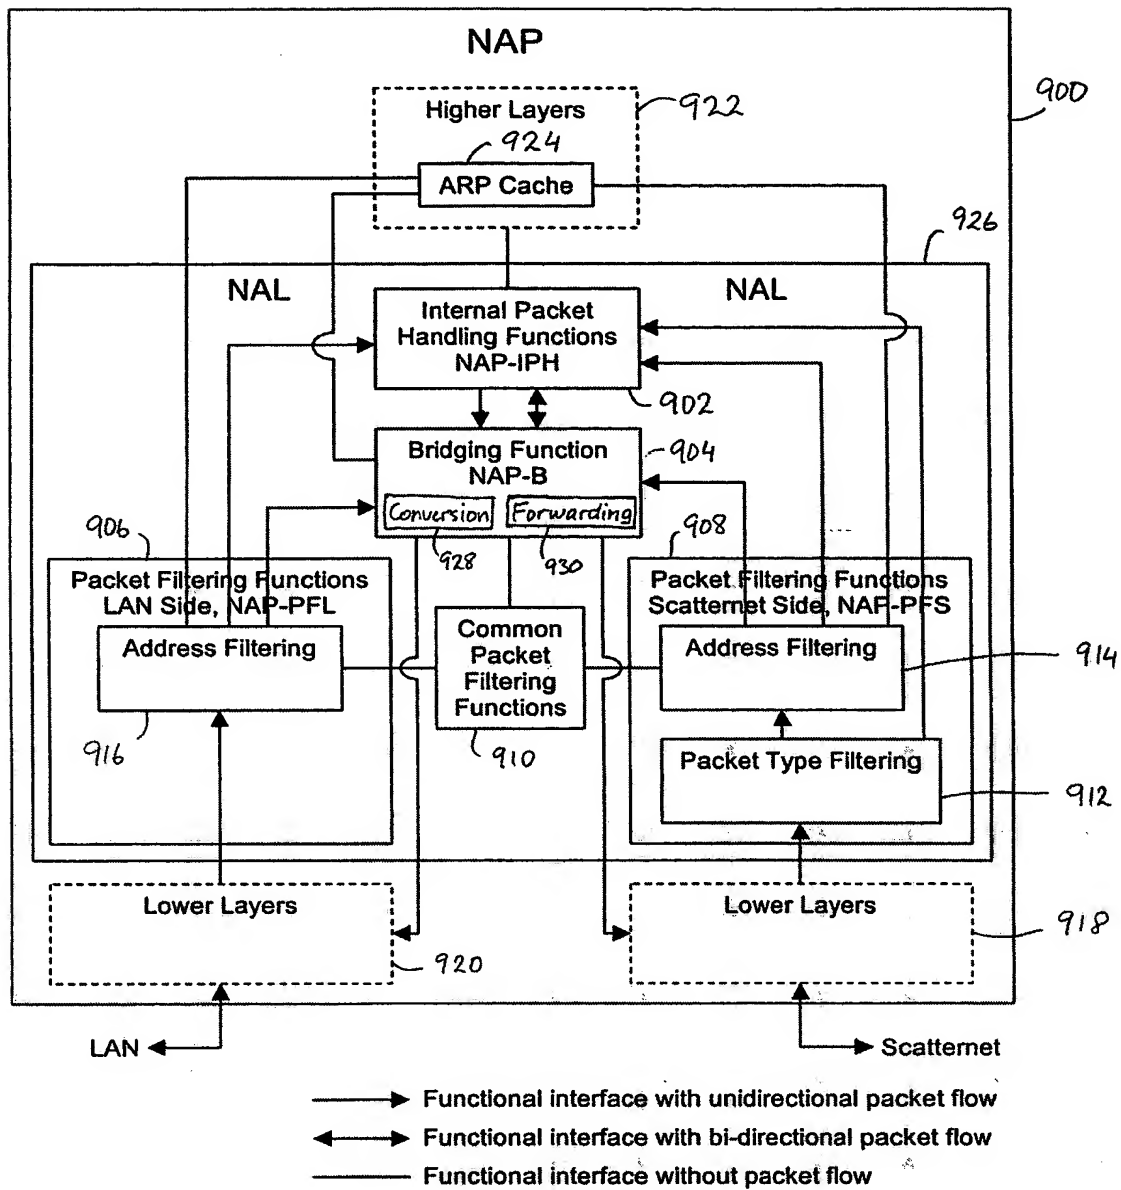 NAP
900
Higher Layers
922
924
ARP Cache
926
NAL
NAL
Internal Packet
Handling Functions
NAP-IPH
902
Bridging Function
NAP-B
904
Conversion
Forwarding
928
930
906
908
Packet Filtering Functions
LAN Side, NAP-PFL
Packet Filtering Functions
Scatternet Side, NAP-PFS
Address Filtering
916
Common
Packet
Filtering
Functions
910
Address Filtering
914
Packet Type Filtering
912
Lower Layers
920
Lower Layers
918
LAN
Scatternet
Functional interface with unidirectional packet flow
Functional interface with bi-directional packet flow
Functional interface without packet flow